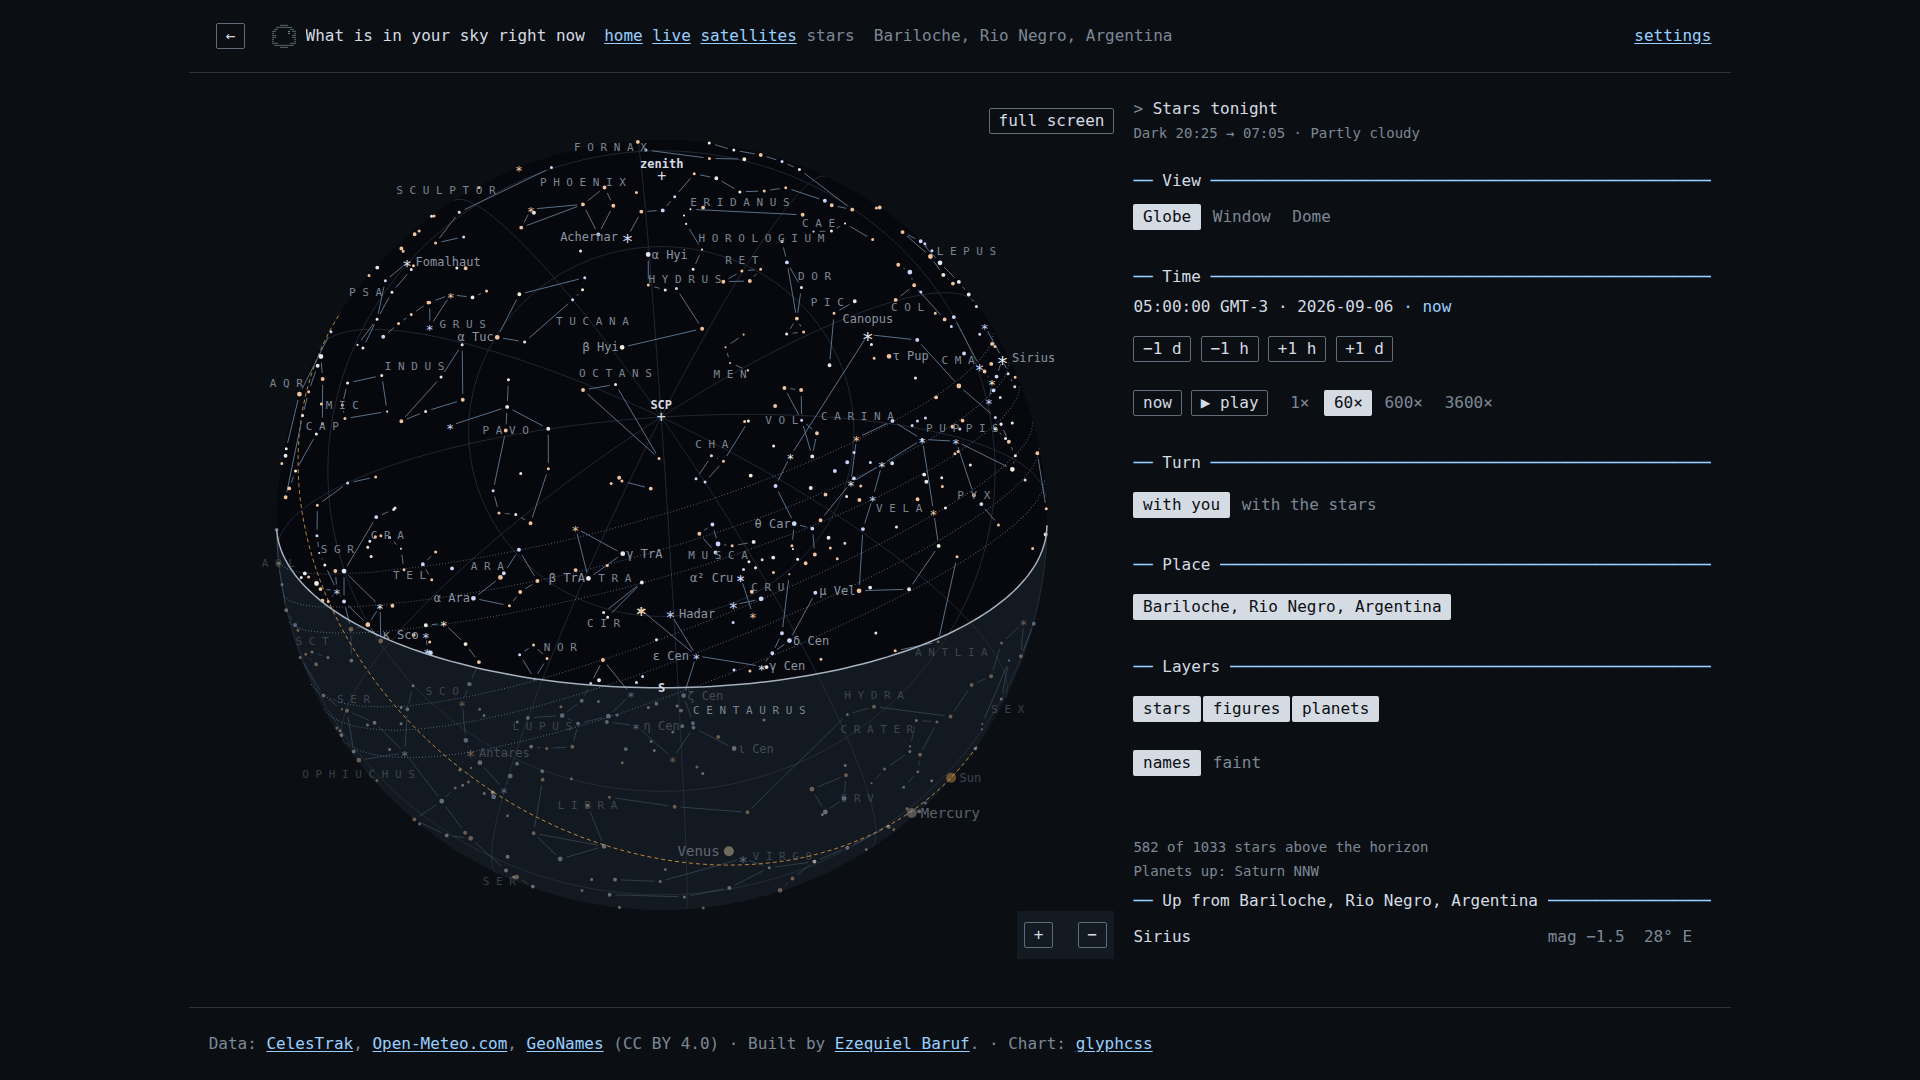 ← What is in your sky right now home live satellites stars Bariloche, Rio Negro, Argentina settings
full screen
> Stars tonight
Dark 20:25 → 07:05 · Partly cloudy
View
Globe Window Dome
Time
05:00:00 GMT-3 · 2026-09-06 · now
−1 d −1 h +1 h +1 d
now ▶ play 1× 60× 600× 3600×
Turn
with you with the stars
Place
Bariloche, Rio Negro, Argentina
Layers
stars figures planets
names faint
582 of 1033 stars above the horizon
Planets up: Saturn NNW
Up from Bariloche, Rio Negro, Argentina
Sirius mag −1.5 28° E
FORNAX
zenith
SCULPTOR
PHOENIX
ERIDANUS
CAE
Achernar
HOROLOGIUM
LEPUS
α Hyi
Fomalhaut
RET
HYDRUS
DOR
PSA
PIC
COL
GRUS
TUCANA
Canopus
α Tuc
β Hyi
τ Pup
CMA
Sirius
INDUS
OCTANS
MEN
AQR
MIC
SCP
CAP
PAVO
VOL
CARINA
PUPPIS
CHA
PYX
VELA
θ Car
CRA
SGR
γ TrA
MUSCA
ARA
TEL
β TrA
TRA
α² Cru
CRU
α Ara
μ Vel
Hadar
CIR
κ Sco
SCT
NOR
ε Cen
δ Cen
γ Cen
ANTLIA
S
SCO
SER
ζ Cen
HYDRA
CENTAURUS
SEX
LUPUS
η Cen
CRATER
Antares
ι Cen
OPHIUCHUS
Sun
LIBRA
CRV
Mercury
Venus
VIRGO
SER
+ −
Data: CelesTrak, Open-Meteo.com, GeoNames (CC BY 4.0) · Built by Ezequiel Baruf. · Chart: glyphcss